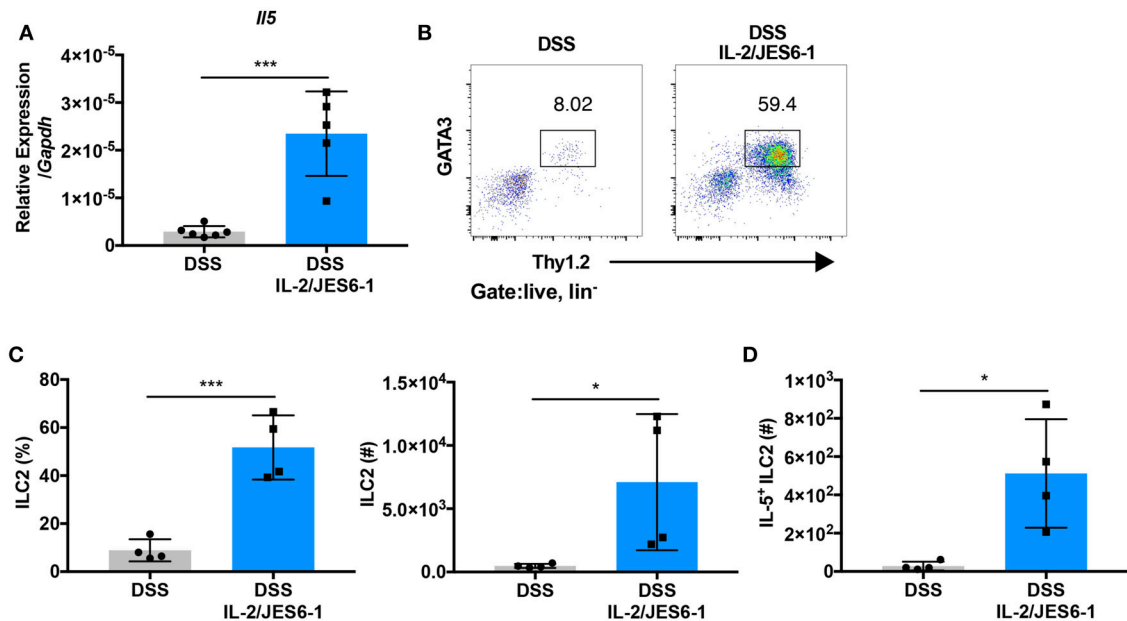 A
Il5
Relative Expression
/Gapdh
4×10⁻⁵
3×10⁻⁵
2×10⁻⁵
1×10⁻⁵
0
***
DSS
DSS
IL-2/JES6-1
B
DSS
DSS
IL-2/JES6-1
8.02
59.4
GATA3
Thy1.2
Gate:live, lin⁻
C
ILC2 (%)
80
60
40
20
0
***
DSS
DSS
IL-2/JES6-1
ILC2 (#)
1.5×10⁴
1.0×10⁴
5.0×10³
0.0
*
DSS
DSS
IL-2/JES6-1
D
IL-5⁺ ILC2 (#)
1×10³
8×10²
6×10²
4×10²
2×10²
0
*
DSS
DSS
IL-2/JES6-1